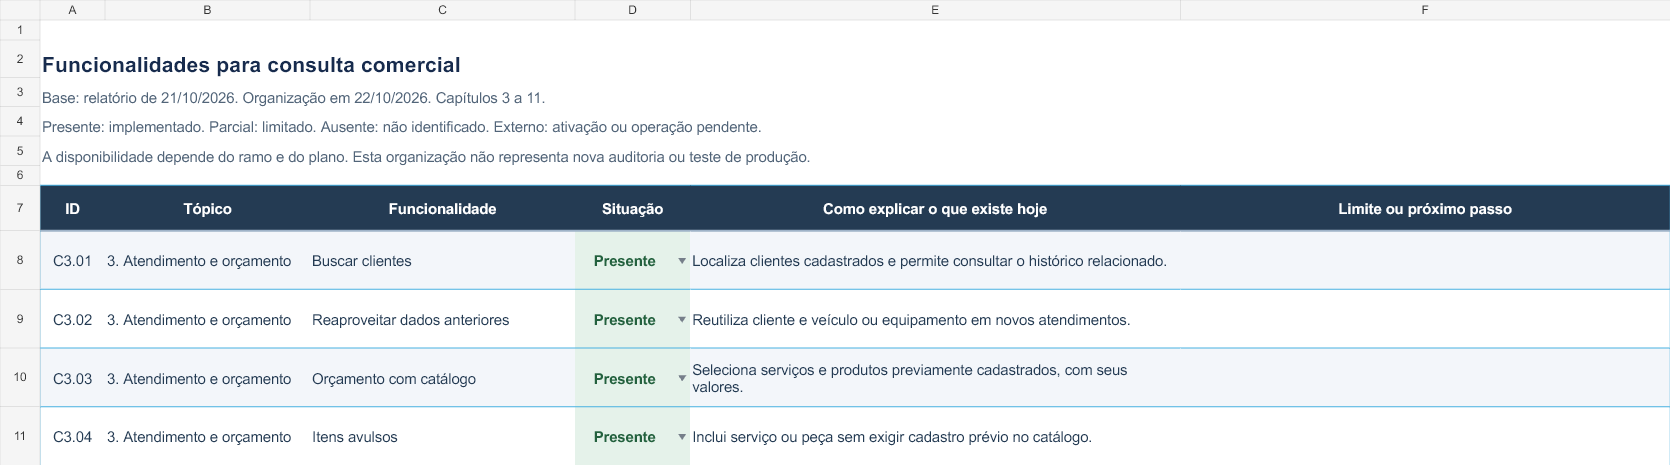 A B C D E F
1
2 Funcionalidades para consulta comercial
3 Base: relatório de 21/10/2026. Organização em 22/10/2026. Capítulos 3 a 11.
4 Presente: implementado. Parcial: limitado. Ausente: não identificado. Externo: ativação ou operação pendente.
5 A disponibilidade depende do ramo e do plano. Esta organização não representa nova auditoria ou teste de produção.
6
7 ID Tópico Funcionalidade Situação Como explicar o que existe hoje Limite ou próximo passo
8 C3.01 3. Atendimento e orçamento Buscar clientes Presente Localiza clientes cadastrados e permite consultar o histórico relacionado.
9 C3.02 3. Atendimento e orçamento Reaproveitar dados anteriores Presente Reutiliza cliente e veículo ou equipamento em novos atendimentos.
10 C3.03 3. Atendimento e orçamento Orçamento com catálogo Presente Seleciona serviços e produtos previamente cadastrados, com seus
valores.
11 C3.04 3. Atendimento e orçamento Itens avulsos Presente Inclui serviço ou peça sem exigir cadastro prévio no catálogo.